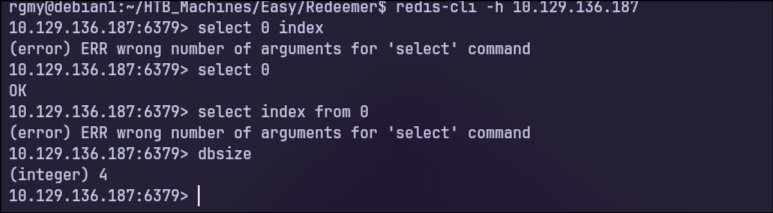 rgmy@debian1:~/HTB_Machines/Easy/Redeemer$ redis-cli -h 10.129.136.187
10.129.136.187:6379> select 0 index
(error) ERR wrong number of arguments for 'select' command
10.129.136.187:6379> select 0
OK
10.129.136.187:6379> select index from 0
(error) ERR wrong number of arguments for 'select' command
10.129.136.187:6379> dbsize
(integer) 4
10.129.136.187:6379>